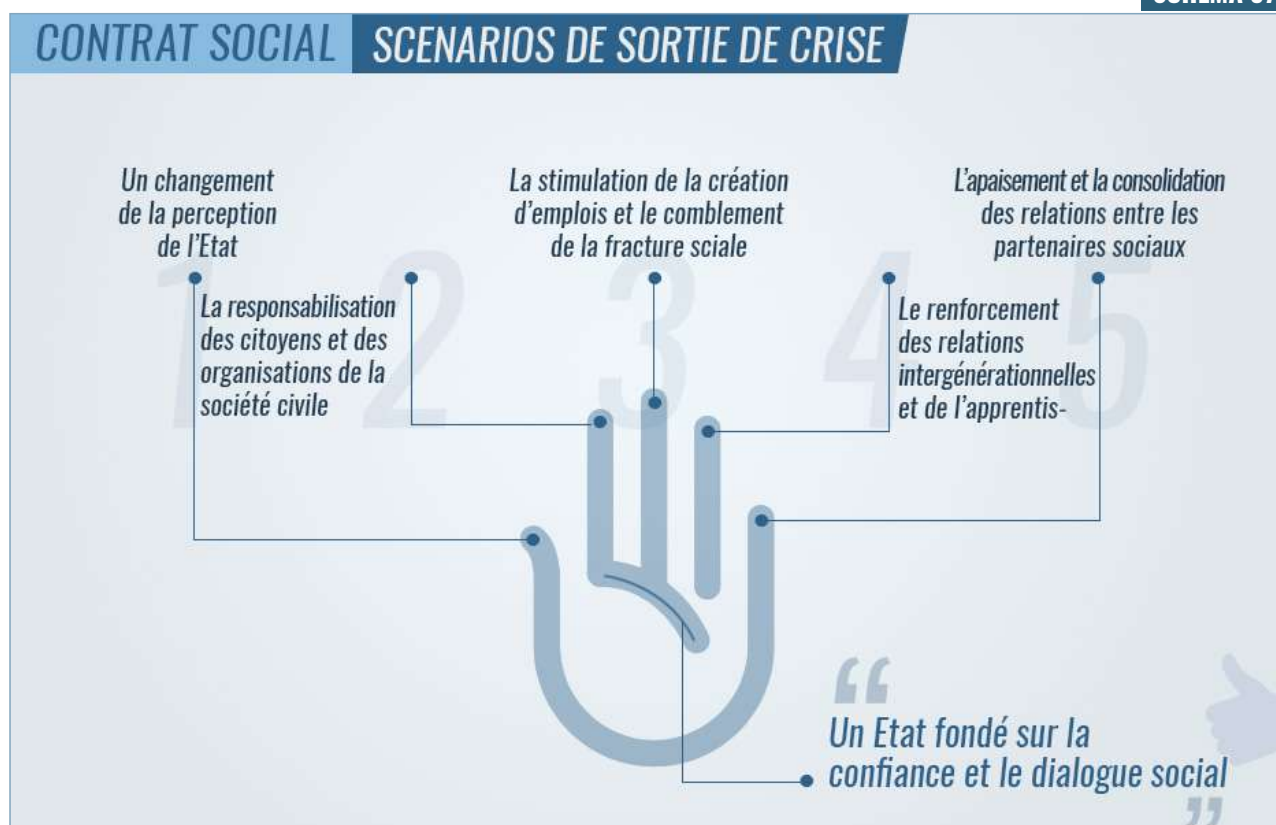 CONTRAT SOCIAL SCENARIOS DE SORTIE DE CRISE
1
Un changement
de la perception
de l'Etat
2
La responsabilisation
des citoyens et des
organisations de la
société civile
3
La stimulation de la création
d'emplois et le comblement
de la fracture sciale
4
Le renforcement
des relations
intergénérationnelles
et de l'apprentis-
5
L'apaisement et la consolidation
des relations entre les
partenaires sociaux
“
Un Etat fondé sur la
confiance et le dialogue social
”